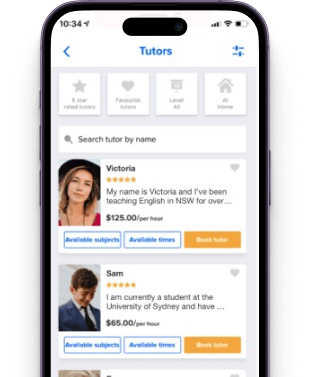 10:34
Tutors
5 star
rated tutors
Favourite
tutors
Level
All
At
Home
Search tutor by name
Victoria
My name is Victoria and I've been
teaching English in NSW for over...
$125.00/per hour
Available subjects
Available times
Book tutor
Sam
I am currently a student at the
University of Sydney and have ...
$65.00/per hour
Available subjects
Available times
Book tutor